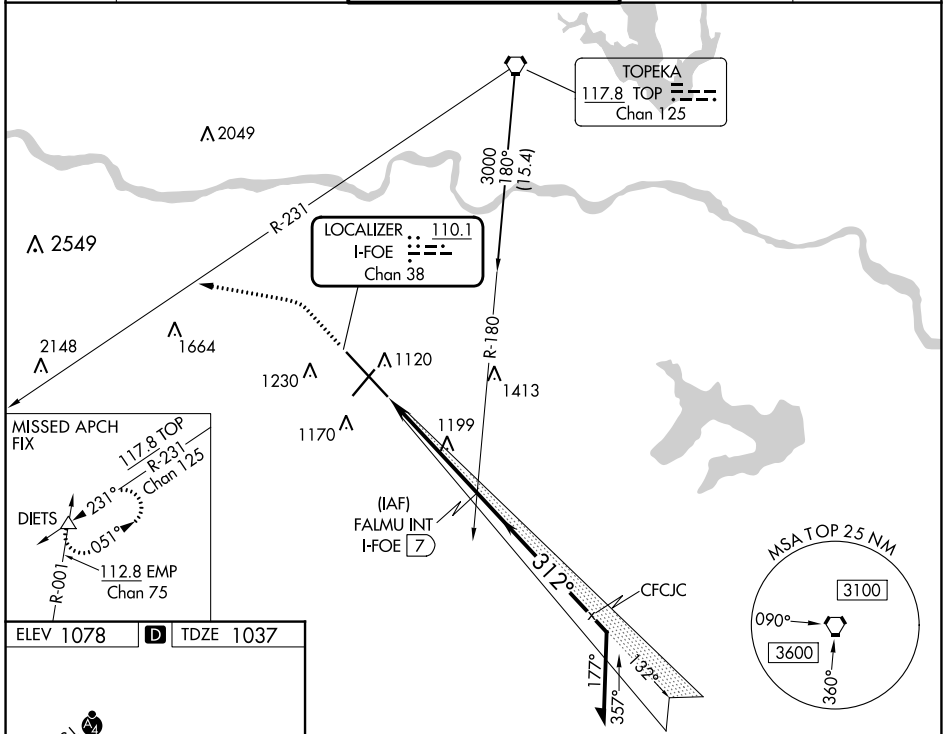 TOPEKA
117.8 TOP
Chan 125
2049
3000
180°
(15.4)
R-231
LOCALIZER 110.1
I-FOE
Chan 38
2549
R-180
2148
1664
1230
1120
1413
1170
1199
MISSED APCH
FIX
117.8 TOP
R-231
Chan 125
DIETS
231°
051°
R-001
112.8 EMP
Chan 75
(IAF)
FALMU INT
I-FOE 7
312°
CFCJC
177°
357°
132°
MSA TOP 25 NM
3100
090°
3600
360°
ELEV 1078 D TDZE 1037